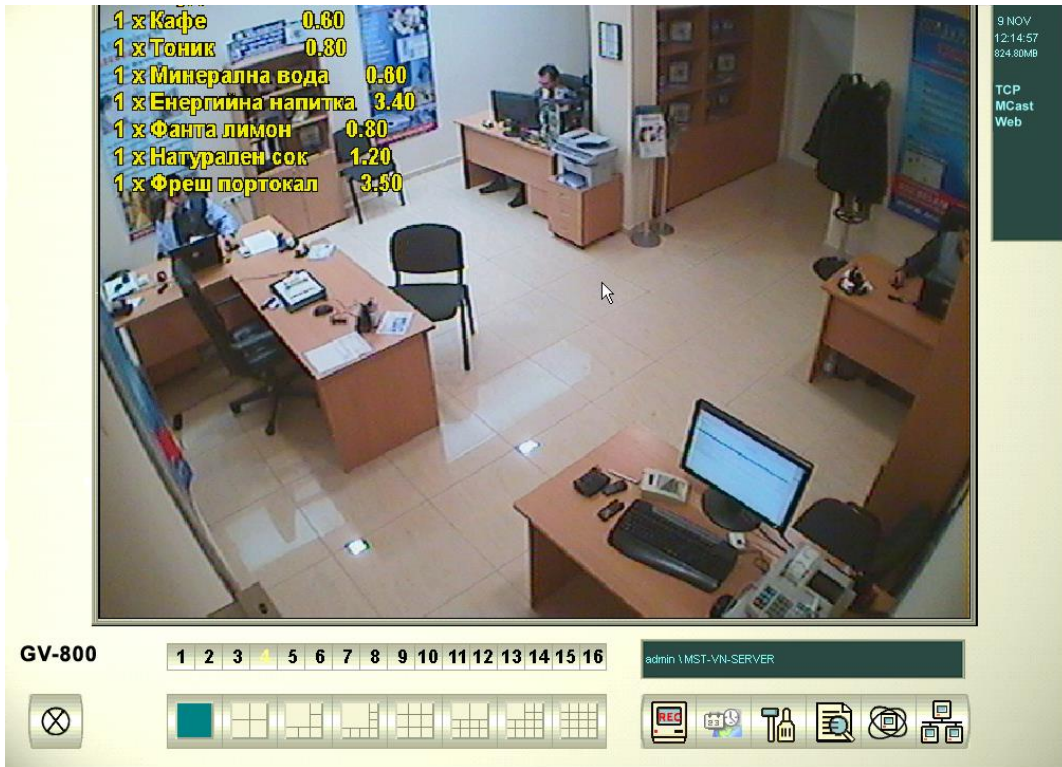 1 x Кафе 0.60
1 x Тоник 0.80
1 x Минерална вода 0.60
1 x Енергийна напитка 3.40
1 x Фанта лимон 0.80
1 x Натурален сок 1.20
1 x Фреш портокал 3.50
9 NOV
12:14:57
824.80MB
TCP
MCast
Web
GV-800
1 2 3 4 5 6 7 8 9 10 11 12 13 14 15 16
admin \ MST-VN-SERVER
REC